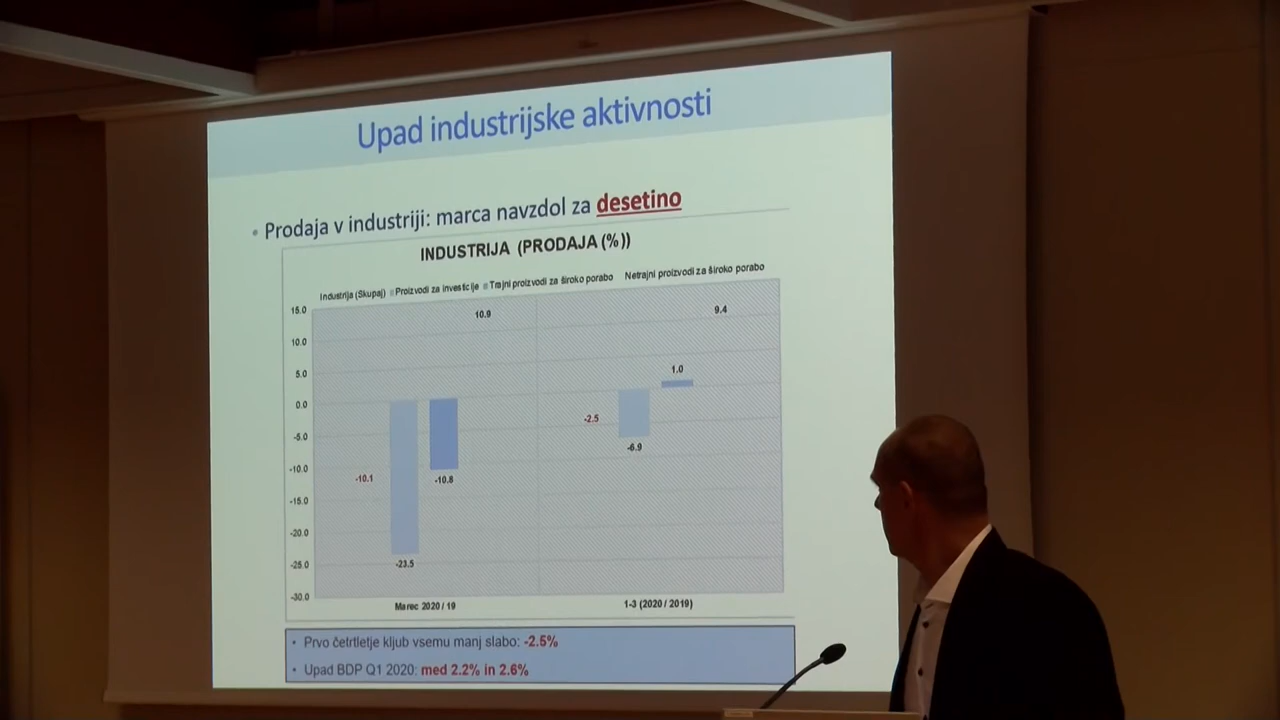 Upad industrijske aktivnosti
• Prodaja v industriji: marca navzdol za desetino
INDUSTRIJA (PRODAJA (%))
Industrija (Skupaj) Proizvodi za investicije Trajni proizvodi za široko porabo Netrajni proizvodi za široko porabo
15.0
10.0
5.0
0.0
-5.0
-10.0
-15.0
-20.0
-25.0
-30.0
10.9
9.4
1.0
-2.5
-6.9
-10.1
-10.8
-23.5
Marec 2020 / 19
1-3 (2020 / 2019)
• Prvo četrtletje kljub vsemu manj slabo: -2.5%
• Upad BDP Q1 2020: med 2.2% in 2.6%